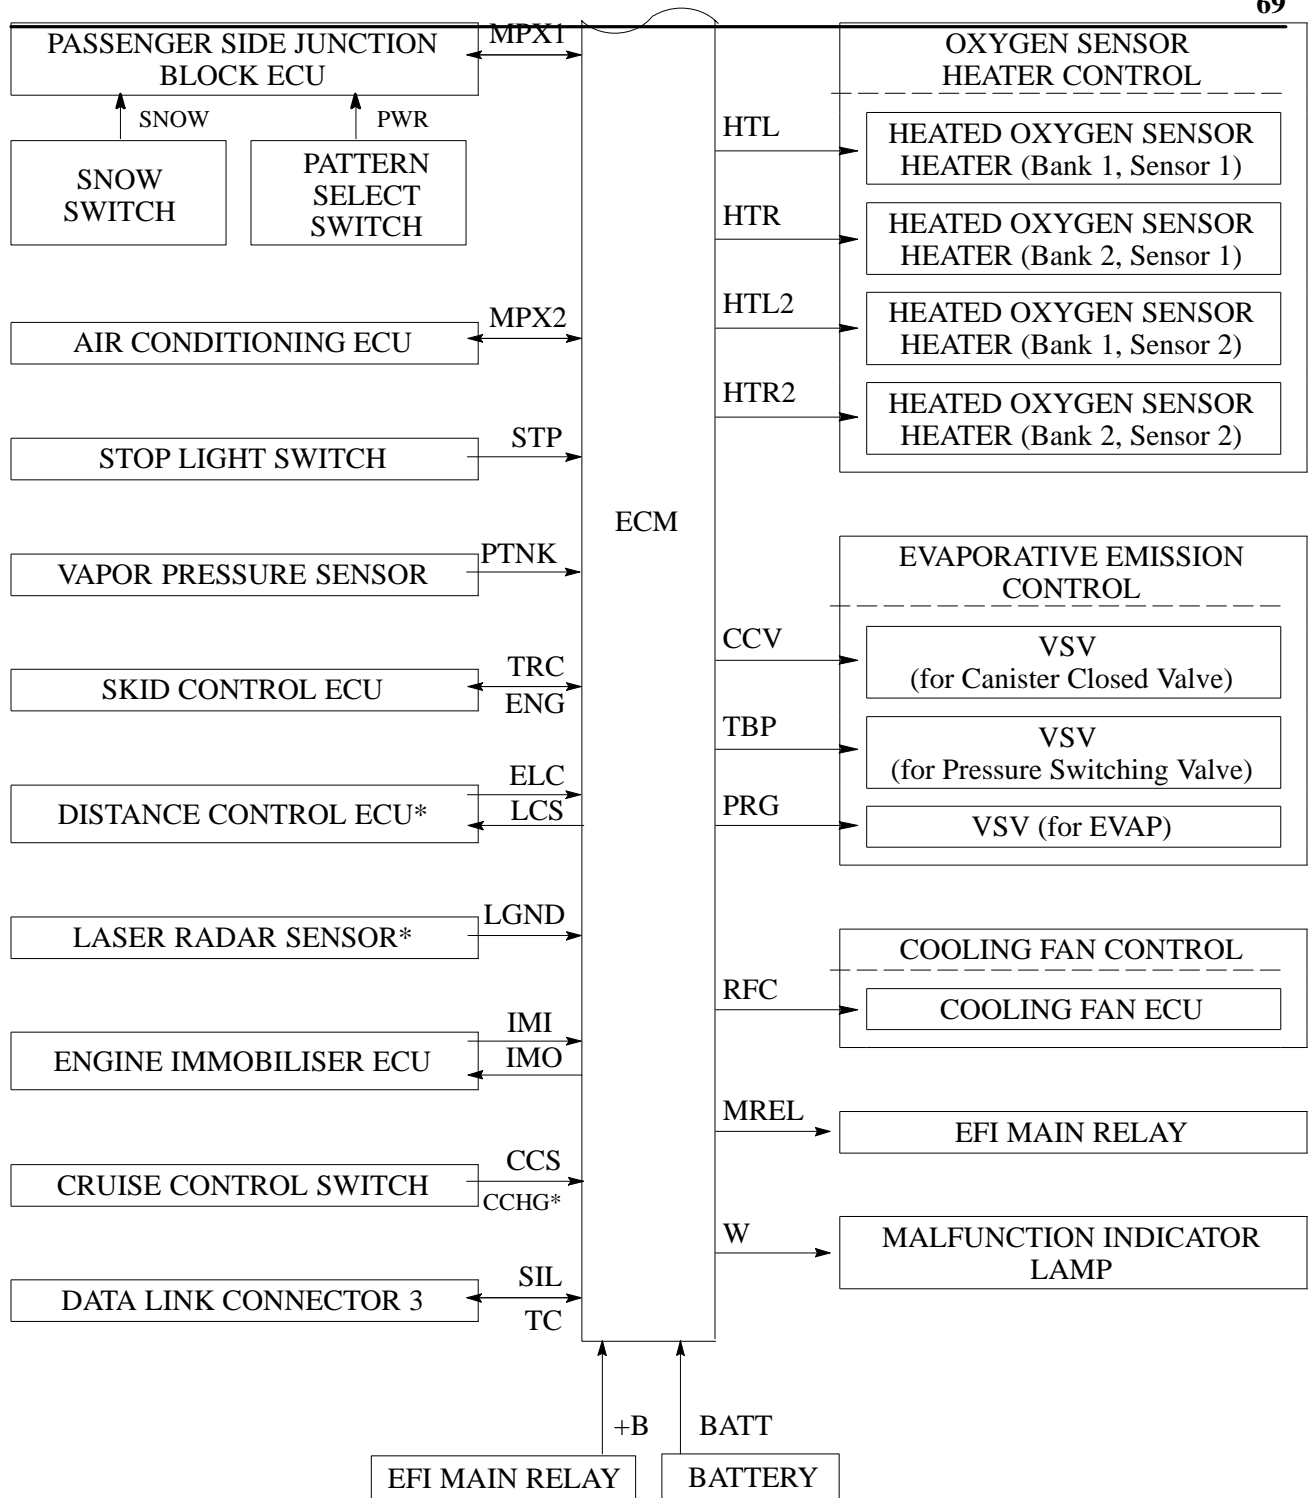 69
PASSENGER SIDE JUNCTION
BLOCK ECU
MPX1
SNOW
PWR
SNOW
SWITCH
PATTERN
SELECT
SWITCH
AIR CONDITIONING ECU
MPX2
STOP LIGHT SWITCH
STP
VAPOR PRESSURE SENSOR
PTNK
SKID CONTROL ECU
TRC
ENG
DISTANCE CONTROL ECU*
ELC
LCS
LASER RADAR SENSOR*
LGND
ENGINE IMMOBILISER ECU
IMI
IMO
CRUISE CONTROL SWITCH
CCS
CCHG*
DATA LINK CONNECTOR 3
SIL
TC
ECM
+B
BATT
EFI MAIN RELAY
BATTERY
OXYGEN SENSOR
HEATER CONTROL
HTL
HEATED OXYGEN SENSOR
HEATER (Bank 1, Sensor 1)
HTR
HEATED OXYGEN SENSOR
HEATER (Bank 2, Sensor 1)
HTL2
HEATED OXYGEN SENSOR
HEATER (Bank 1, Sensor 2)
HTR2
HEATED OXYGEN SENSOR
HEATER (Bank 2, Sensor 2)
EVAPORATIVE EMISSION
CONTROL
CCV
VSV
(for Canister Closed Valve)
TBP
VSV
(for Pressure Switching Valve)
PRG
VSV (for EVAP)
COOLING FAN CONTROL
RFC
COOLING FAN ECU
MREL
EFI MAIN RELAY
W
MALFUNCTION INDICATOR
LAMP